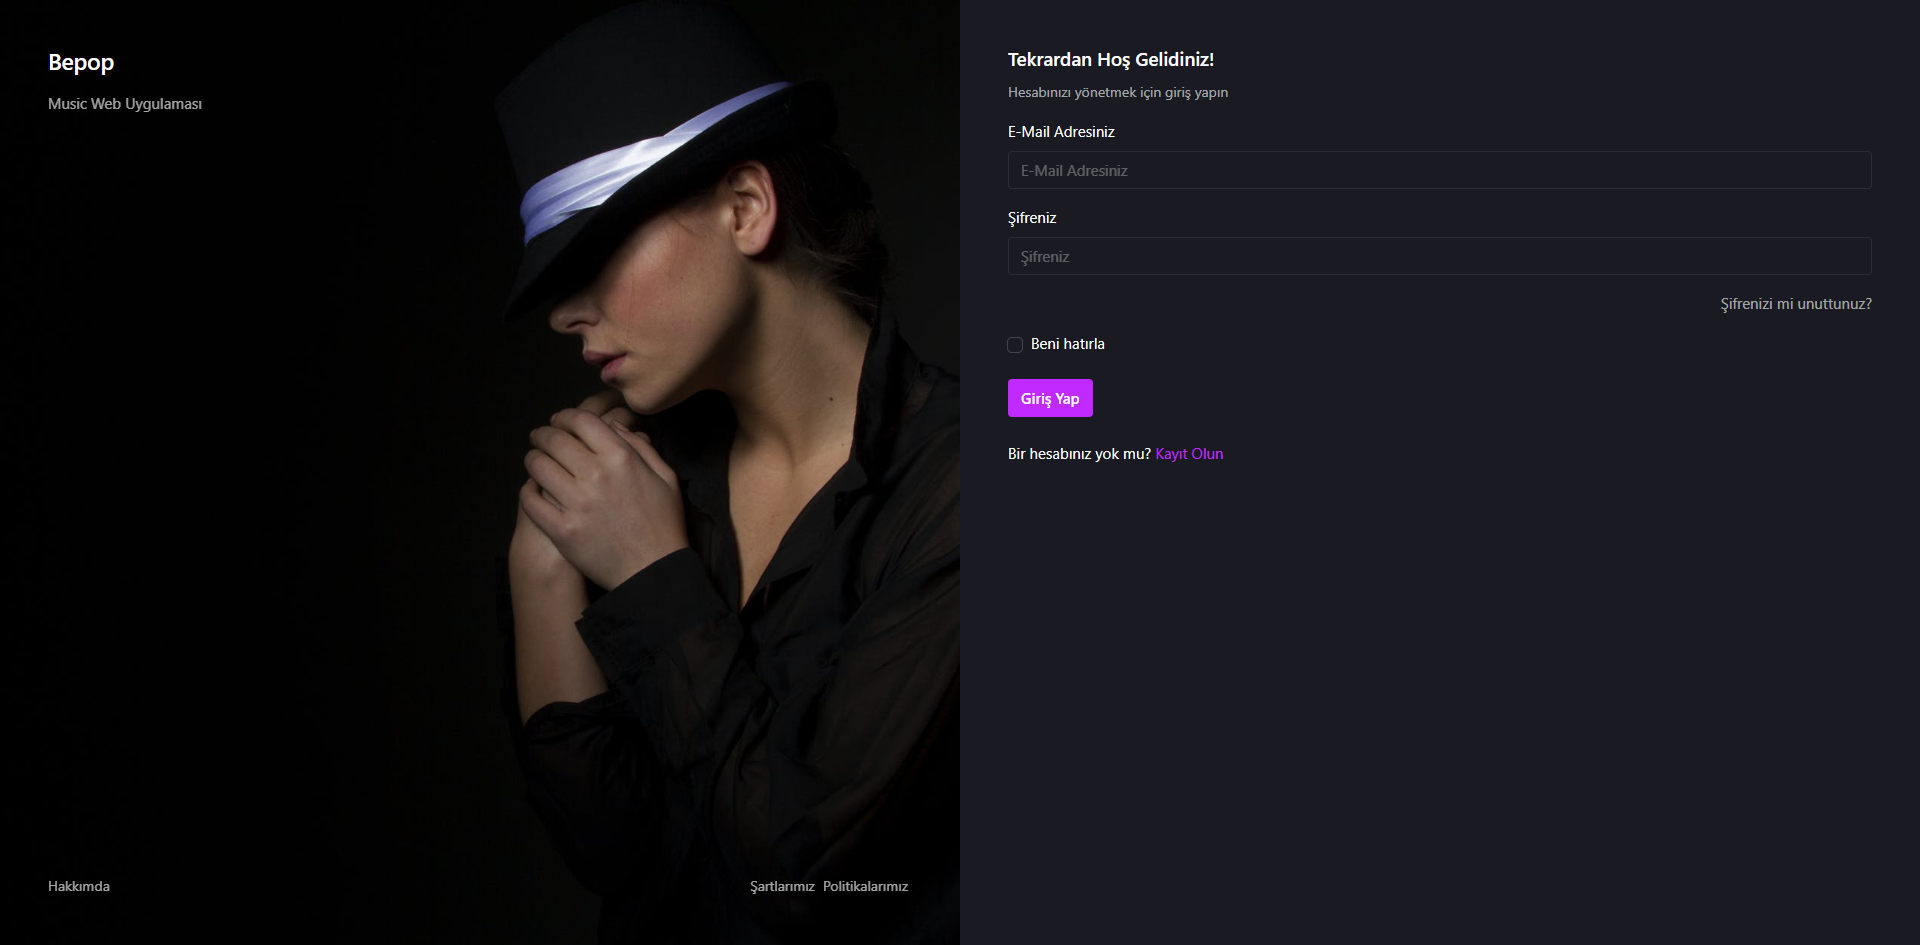 Bepop
Music Web Uygulaması
Hakkımda
Şartlarımız Politikalarımız
Tekrardan Hoş Gelidiniz!
Hesabınızı yönetmek için giriş yapın
E-Mail Adresiniz
E-Mail Adresiniz
Şifreniz
Şifreniz
Şifrenizi mi unuttunuz?
Beni hatırla
Giriş Yap
Bir hesabınız yok mu? Kayıt Olun